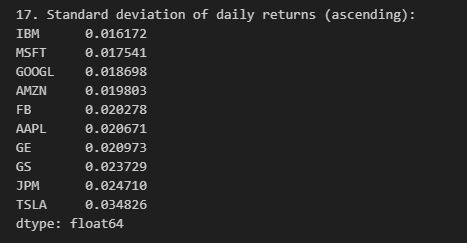 17. Standard deviation of daily returns (ascending):
IBM      0.016172
MSFT     0.017541
GOOGL    0.018698
AMZN     0.019803
FB       0.020278
AAPL     0.020671
GE       0.020973
GS       0.023729
JPM      0.024710
TSLA     0.034826
dtype: float64